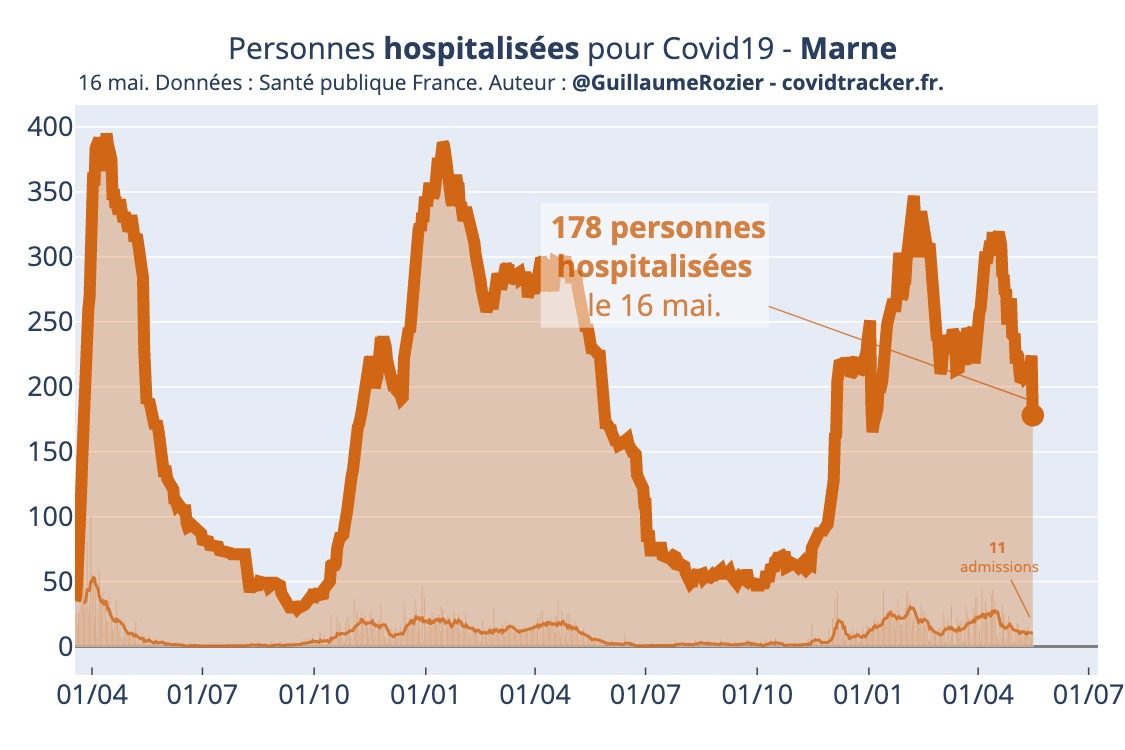 Personnes hospitalisées pour Covid19 - Marne
16 mai. Données : Santé publique France. Auteur : @GuillaumeRozier - covidtracker.fr.
400
350
300
250
200
150
100
50
0
178 personnes
hospitalisées
le 16 mai.
11
admissions
01/04 01/07 01/10 01/01 01/04 01/07 01/10 01/01 01/04 01/07